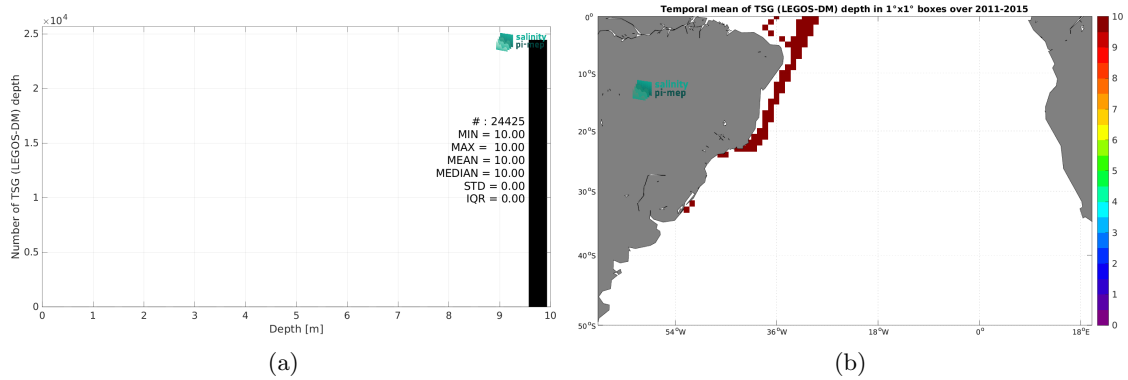 ×10⁴
2.5
2
1.5
1
0.5
0
Number of TSG (LEGOS-DM) depth
salinity
pi-mep
# : 24425
MIN = 10.00
MAX = 10.00
MEAN = 10.00
MEDIAN = 10.00
STD = 0.00
IQR = 0.00
0 1 2 3 4 5 6 7 8 9 10
Depth [m]
(a)
Temporal mean of TSG (LEGOS-DM) depth in 1°x1° boxes over 2011-2015
0°
10°S
20°S
30°S
40°S
50°S
salinity
pi-mep
54°W 36°W 18°W 0° 18°E
10
9
8
7
6
5
4
3
2
1
0
(b)